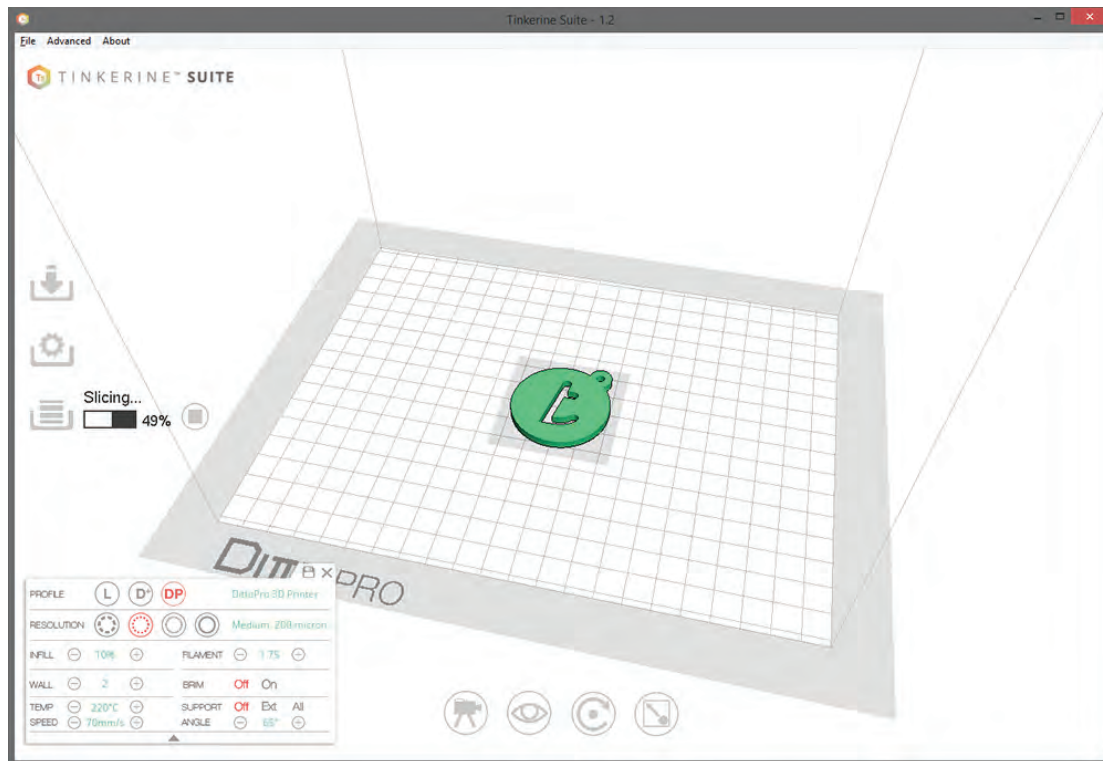 Tinkerine Suite - 1.2
File Advanced About
TINKERINE™ SUITE
Slicing...
49%
PRO
PROFILE L D+ DP DittoPro 3D Printer
RESOLUTION Medium: 200 micron
INFILL 10% FILAMENT 1.75
WALL 2 BRIM Off On
TEMP 220°C SUPPORT Off Ext All
SPEED 70mm/s ANGLE 65°